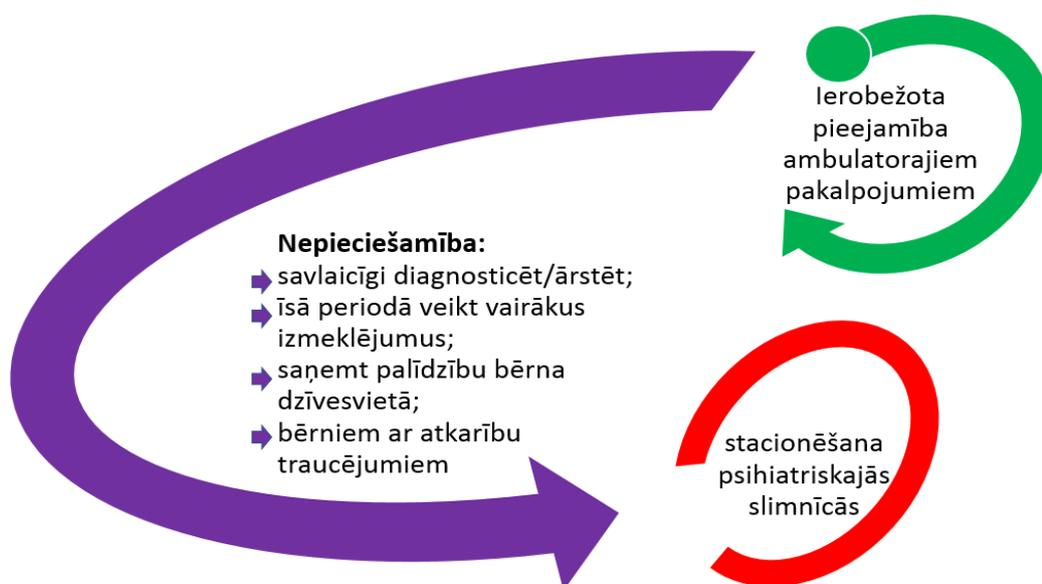 Ierobežota
pieejamība
ambulatorajiem
pakalpojumiem
Nepieciešamība:
savlaicīgi diagnosticēt/ārstēt;
īsā periodā veikt vairākus
izmeklējumus;
saņemt palīdzību bērna
dzīvesvietā;
bērniem ar atkarību
traucējumiem
stacionēšana
psihiatriskajās
slimnīcās